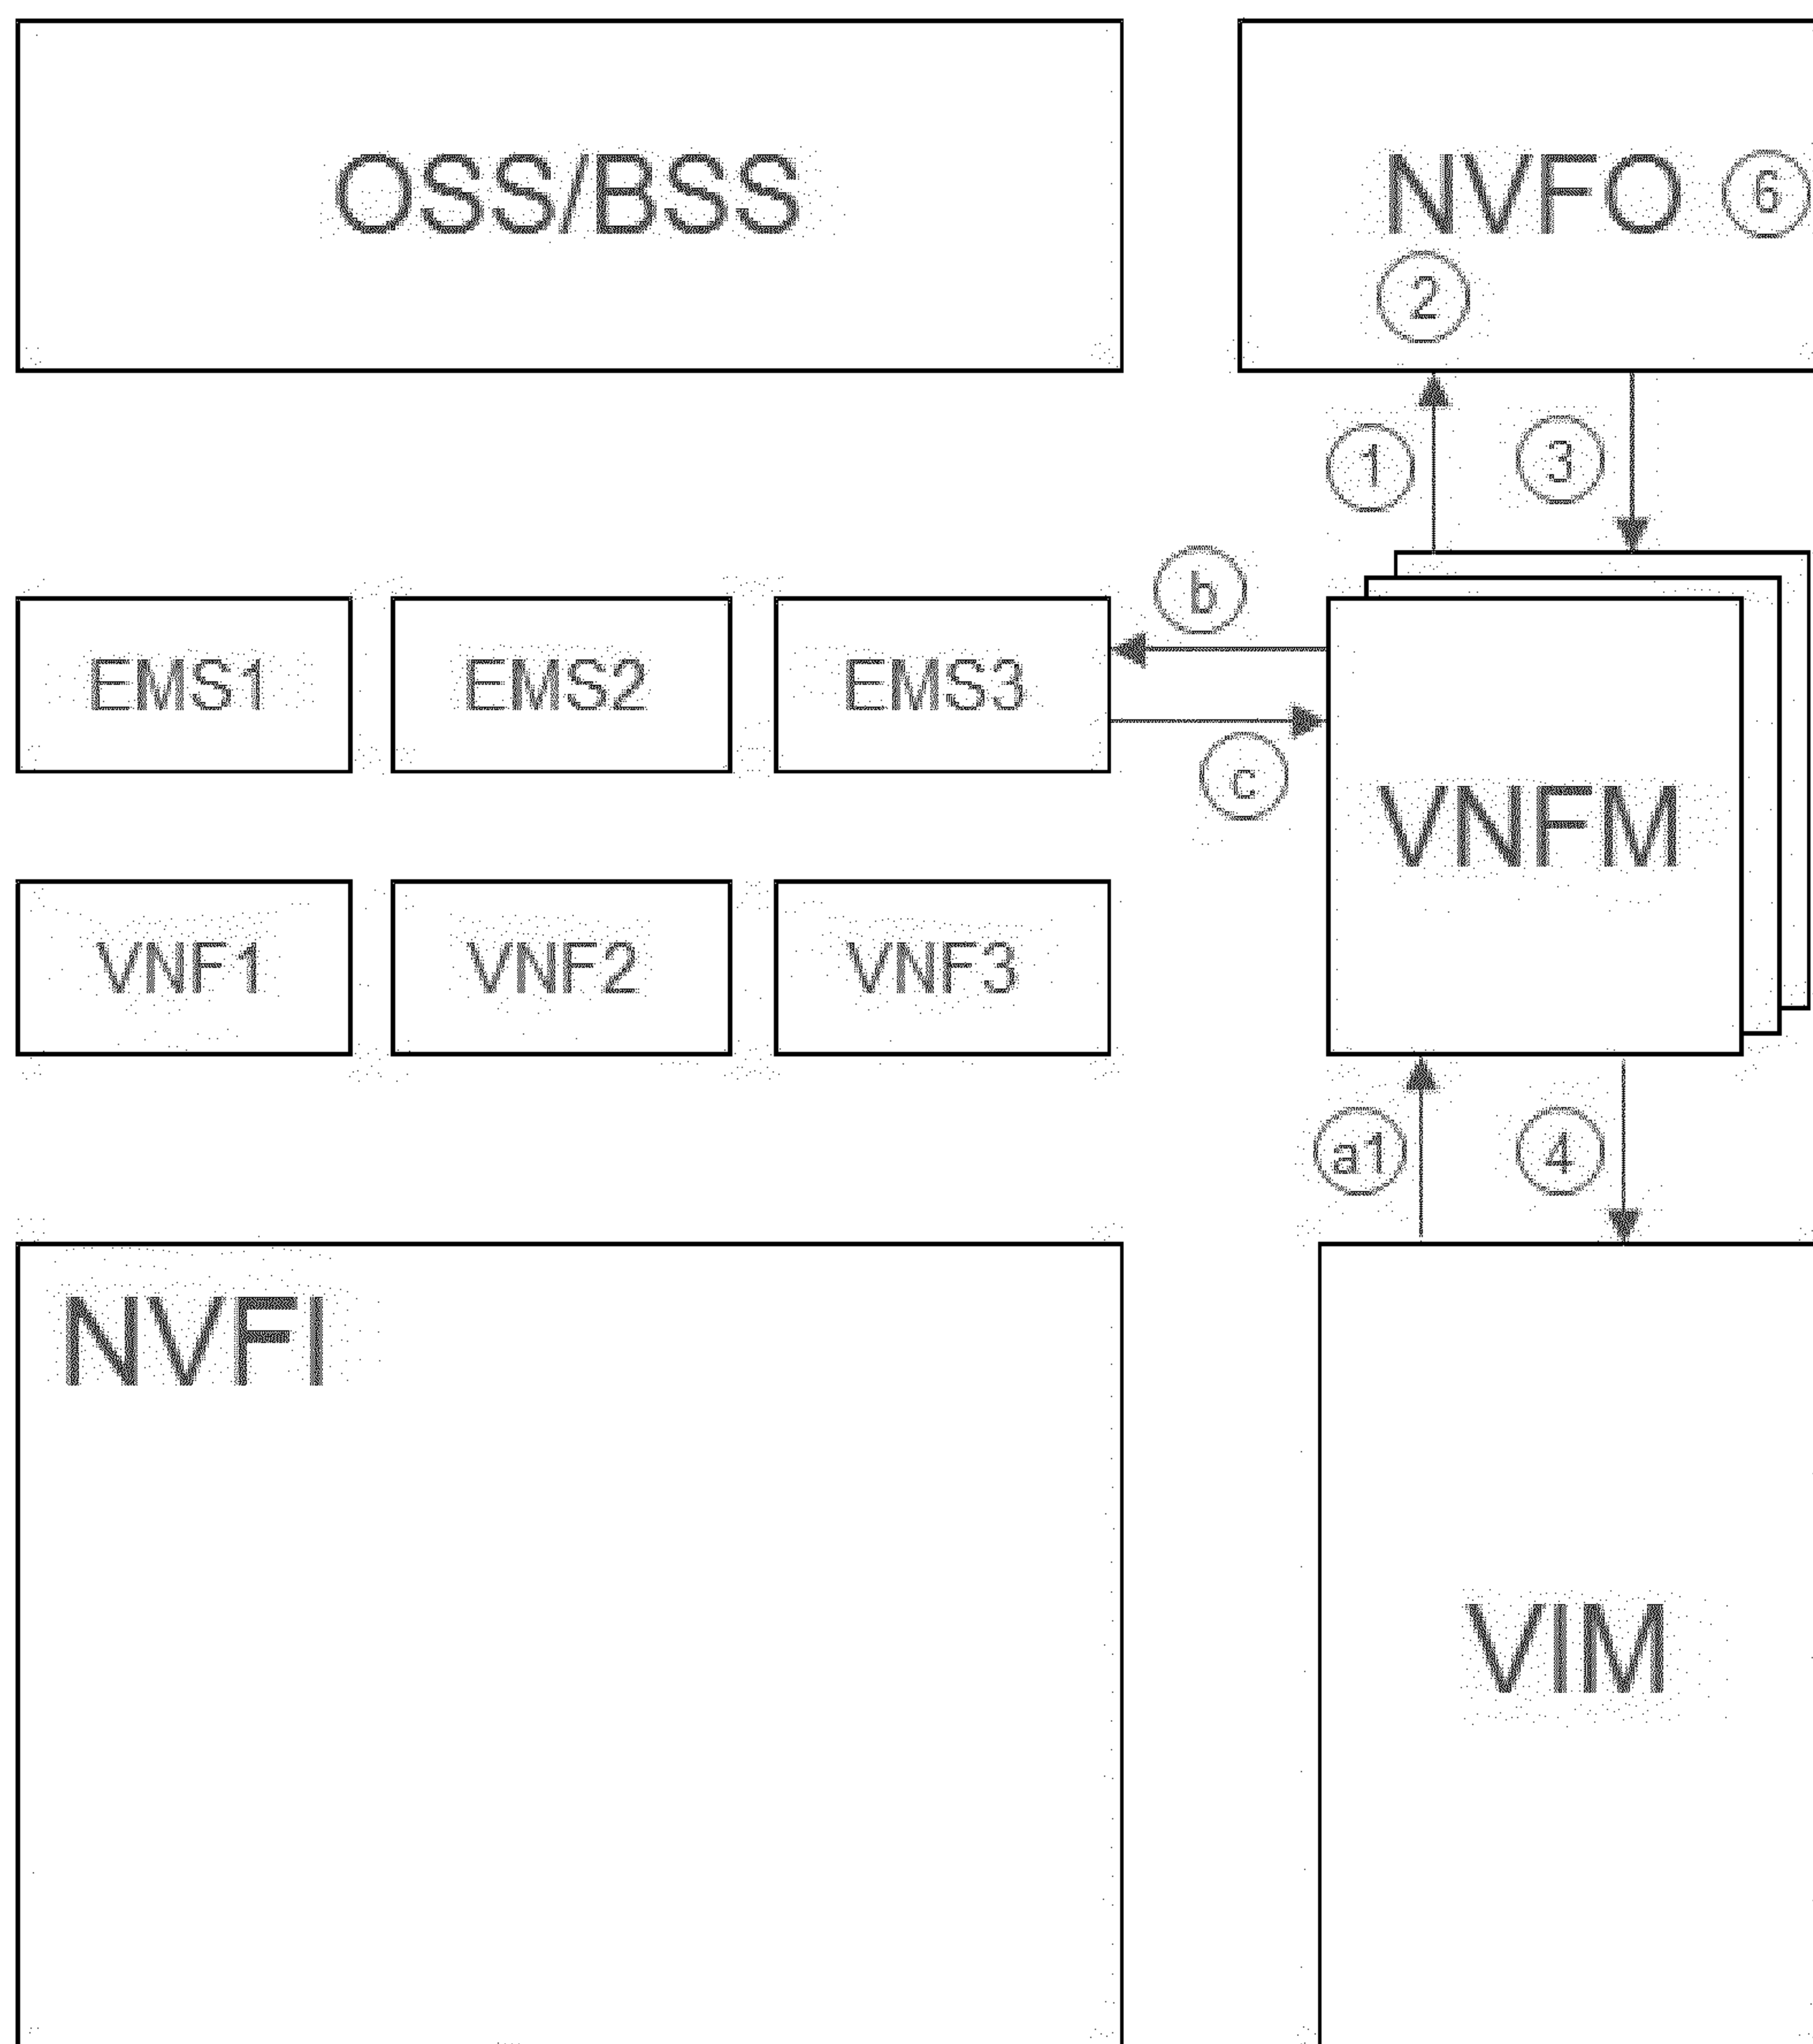 OSS/BSS
NVFO 6
2
1
3
b
EMS1
EMS2
EMS3
c
VNFM
VNF1
VNF2
VNF3
a1
4
NVFI
VIM